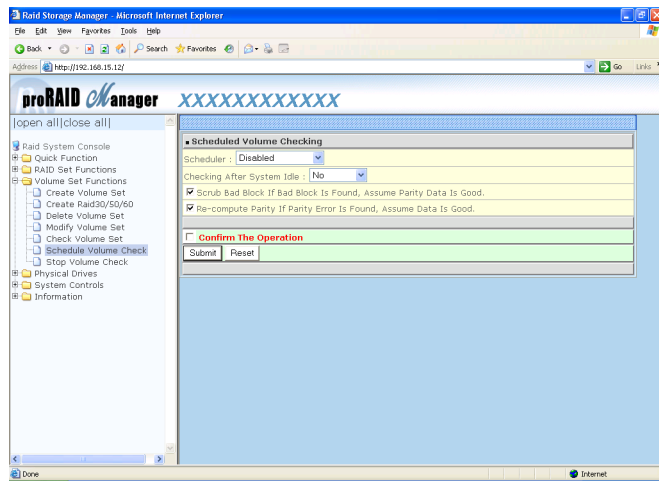 Raid Storage Manager - Microsoft Internet Explorer
File Edit View Favorites Tools Help
Back Search Favorites
Address http://192.168.15.12/ Go Links
proRAID Manager XXXXXXXXXXXX
|open all|close all|
Raid System Console
Quick Function
RAID Set Functions
Volume Set Functions
Create Volume Set
Create Raid30/50/60
Delete Volume Set
Modify Volume Set
Check Volume Set
Schedule Volume Check
Stop Volume Check
Physical Drives
System Controls
Information
Scheduled Volume Checking
Scheduler : Disabled
Checking After System Idle : No
Scrub Bad Block If Bad Block Is Found, Assume Parity Data Is Good.
Re-compute Parity If Parity Error Is Found, Assume Data Is Good.
Confirm The Operation
Submit Reset
Done Internet